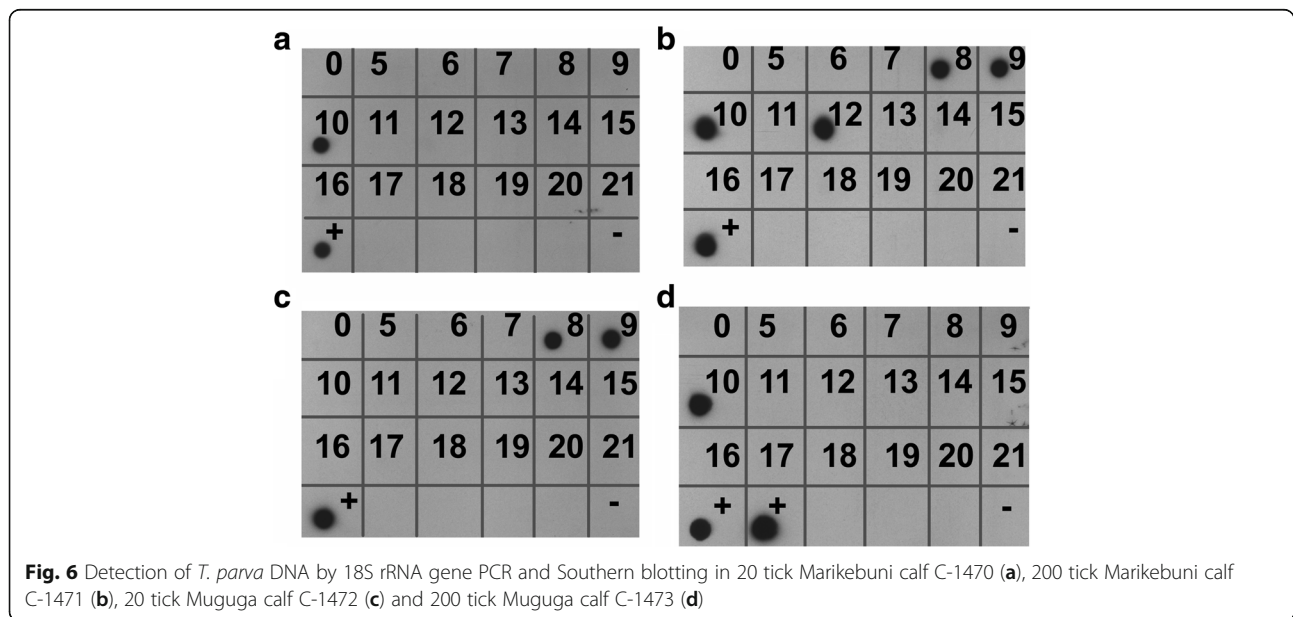 a
0 5 6 7 8 9
10 11 12 13 14 15
16 17 18 19 20 21
+ -
b
0 5 6 7 8 9
10 11 12 13 14 15
16 17 18 19 20 21
+ -
c
0 5 6 7 8 9
10 11 12 13 14 15
16 17 18 19 20 21
+ -
d
0 5 6 7 8 9
10 11 12 13 14 15
16 17 18 19 20 21
+ + -
Fig. 6 Detection of T. parva DNA by 18S rRNA gene PCR and Southern blotting in 20 tick Marikebuni calf C-1470 (a), 200 tick Marikebuni calf
C-1471 (b), 20 tick Muguga calf C-1472 (c) and 200 tick Muguga calf C-1473 (d)